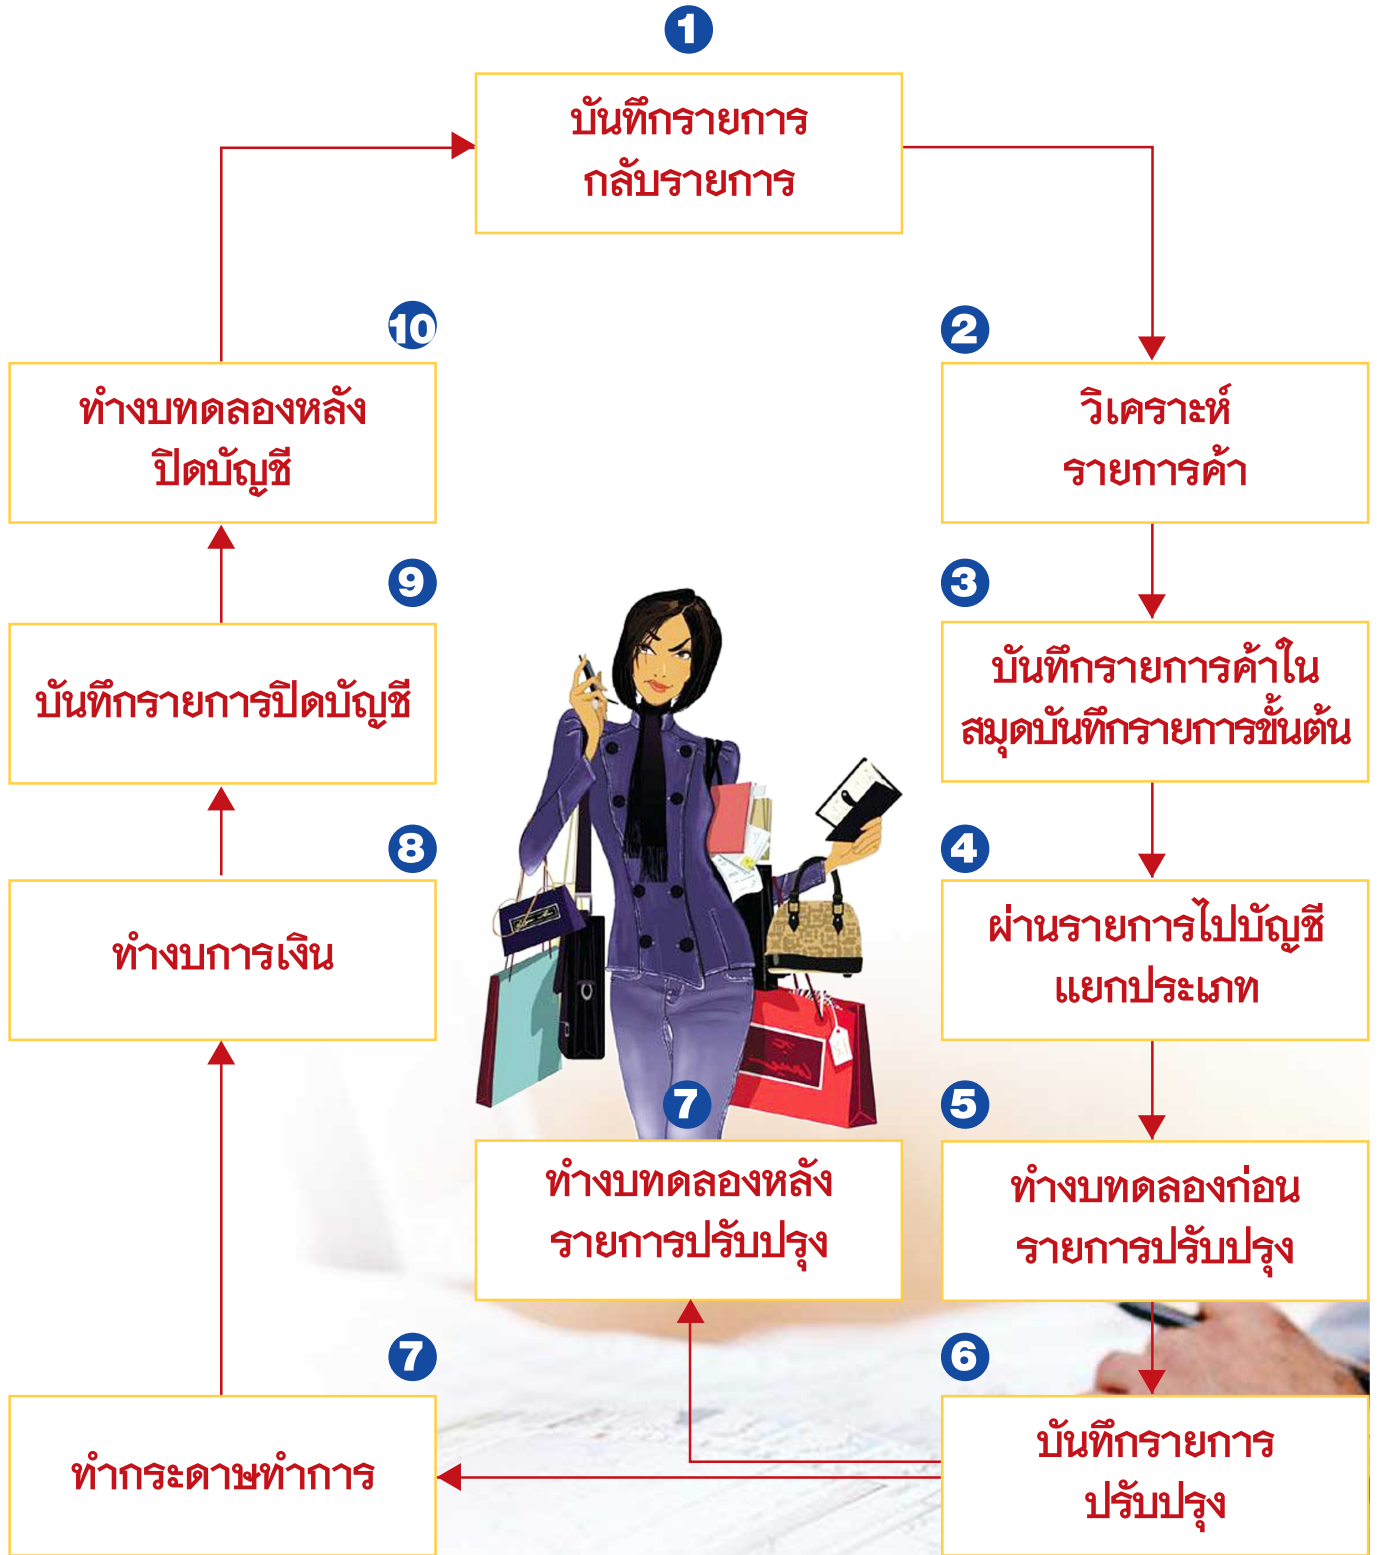 1
บันทึกรายการ
กลับรายการ
2
วิเคราะห์
รายการค้า
3
บันทึกรายการค้าใน
สมุดบันทึกรายการขั้นต้น
4
ผ่านรายการไปบัญชี
แยกประเภท
5
ทำงบทดลองก่อน
รายการปรับปรุง
6
บันทึกรายการ
ปรับปรุง
7
ทำงบทดลองหลัง
รายการปรับปรุง
7
ทำกระดาษทำการ
8
ทำงบการเงิน
9
บันทึกรายการปิดบัญชี
10
ทำงบทดลองหลัง
ปิดบัญชี